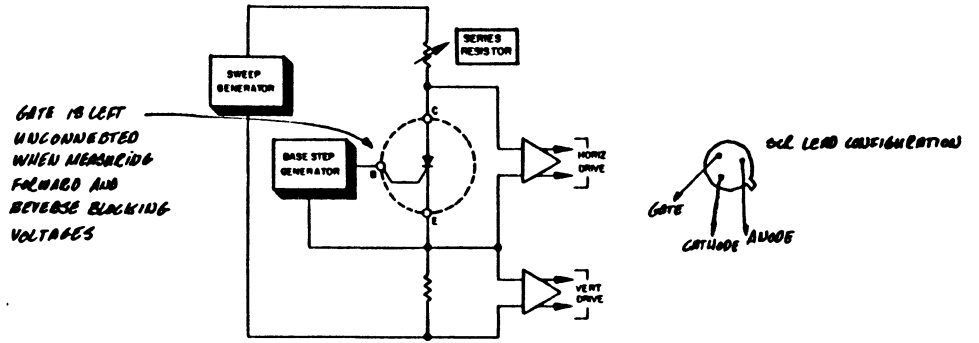 SERIES
RESISTOR
SWEEP
GENERATOR
GATE IS LEFT
UNCONNECTED
WHEN MEASURING
FORWARD AND
REVERSE BLOCKING
VOLTAGES
C
BASE STEP
GENERATOR
B
E
HORIZ
DRIVE
VERT
DRIVE
SCR LEAD CONFIGURATION
GATE
CATHODE
ANODE